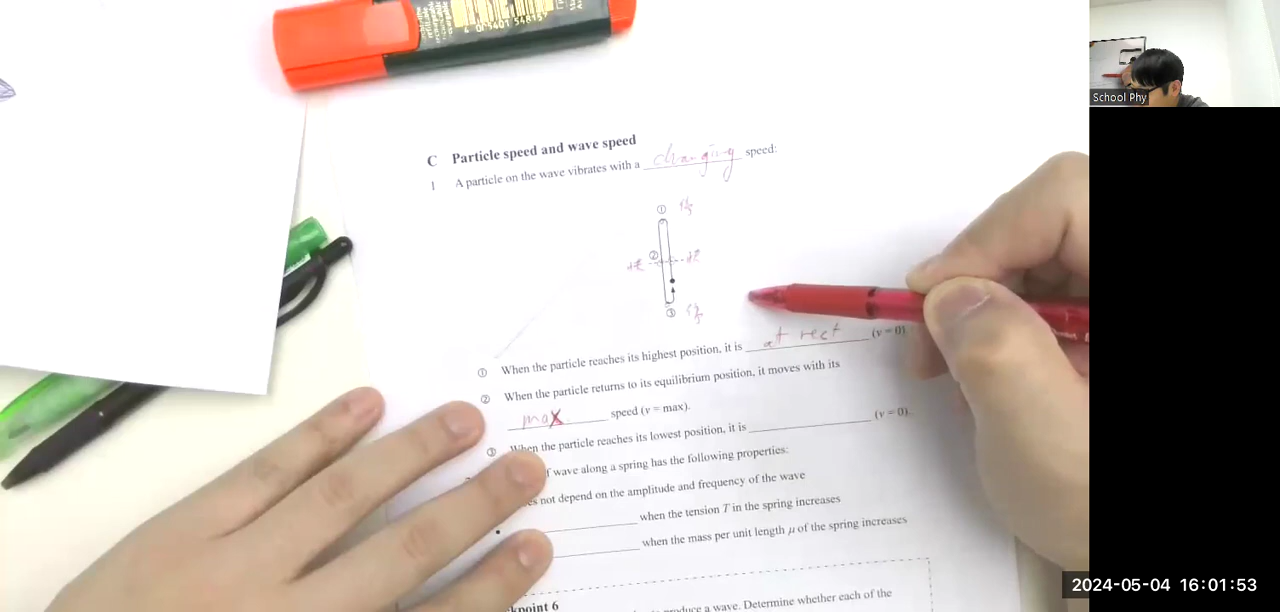 C Particle speed and wave speed
1 A particle on the wave vibrates with a changing speed:
①
②
③
① When the particle reaches its highest position, it is at rect (v = 0)
② When the particle returns to its equilibrium position, it moves with its
max speed (v = max).
③ When the particle reaches its lowest position, it is (v = 0).
f wave along a spring has the following properties:
es not depend on the amplitude and frequency of the wave
when the tension T in the spring increases
when the mass per unit length μ of the spring increases
kpoint 6
produce a wave. Determine whether each of the
School Phy
2024-05-04 16:01:53